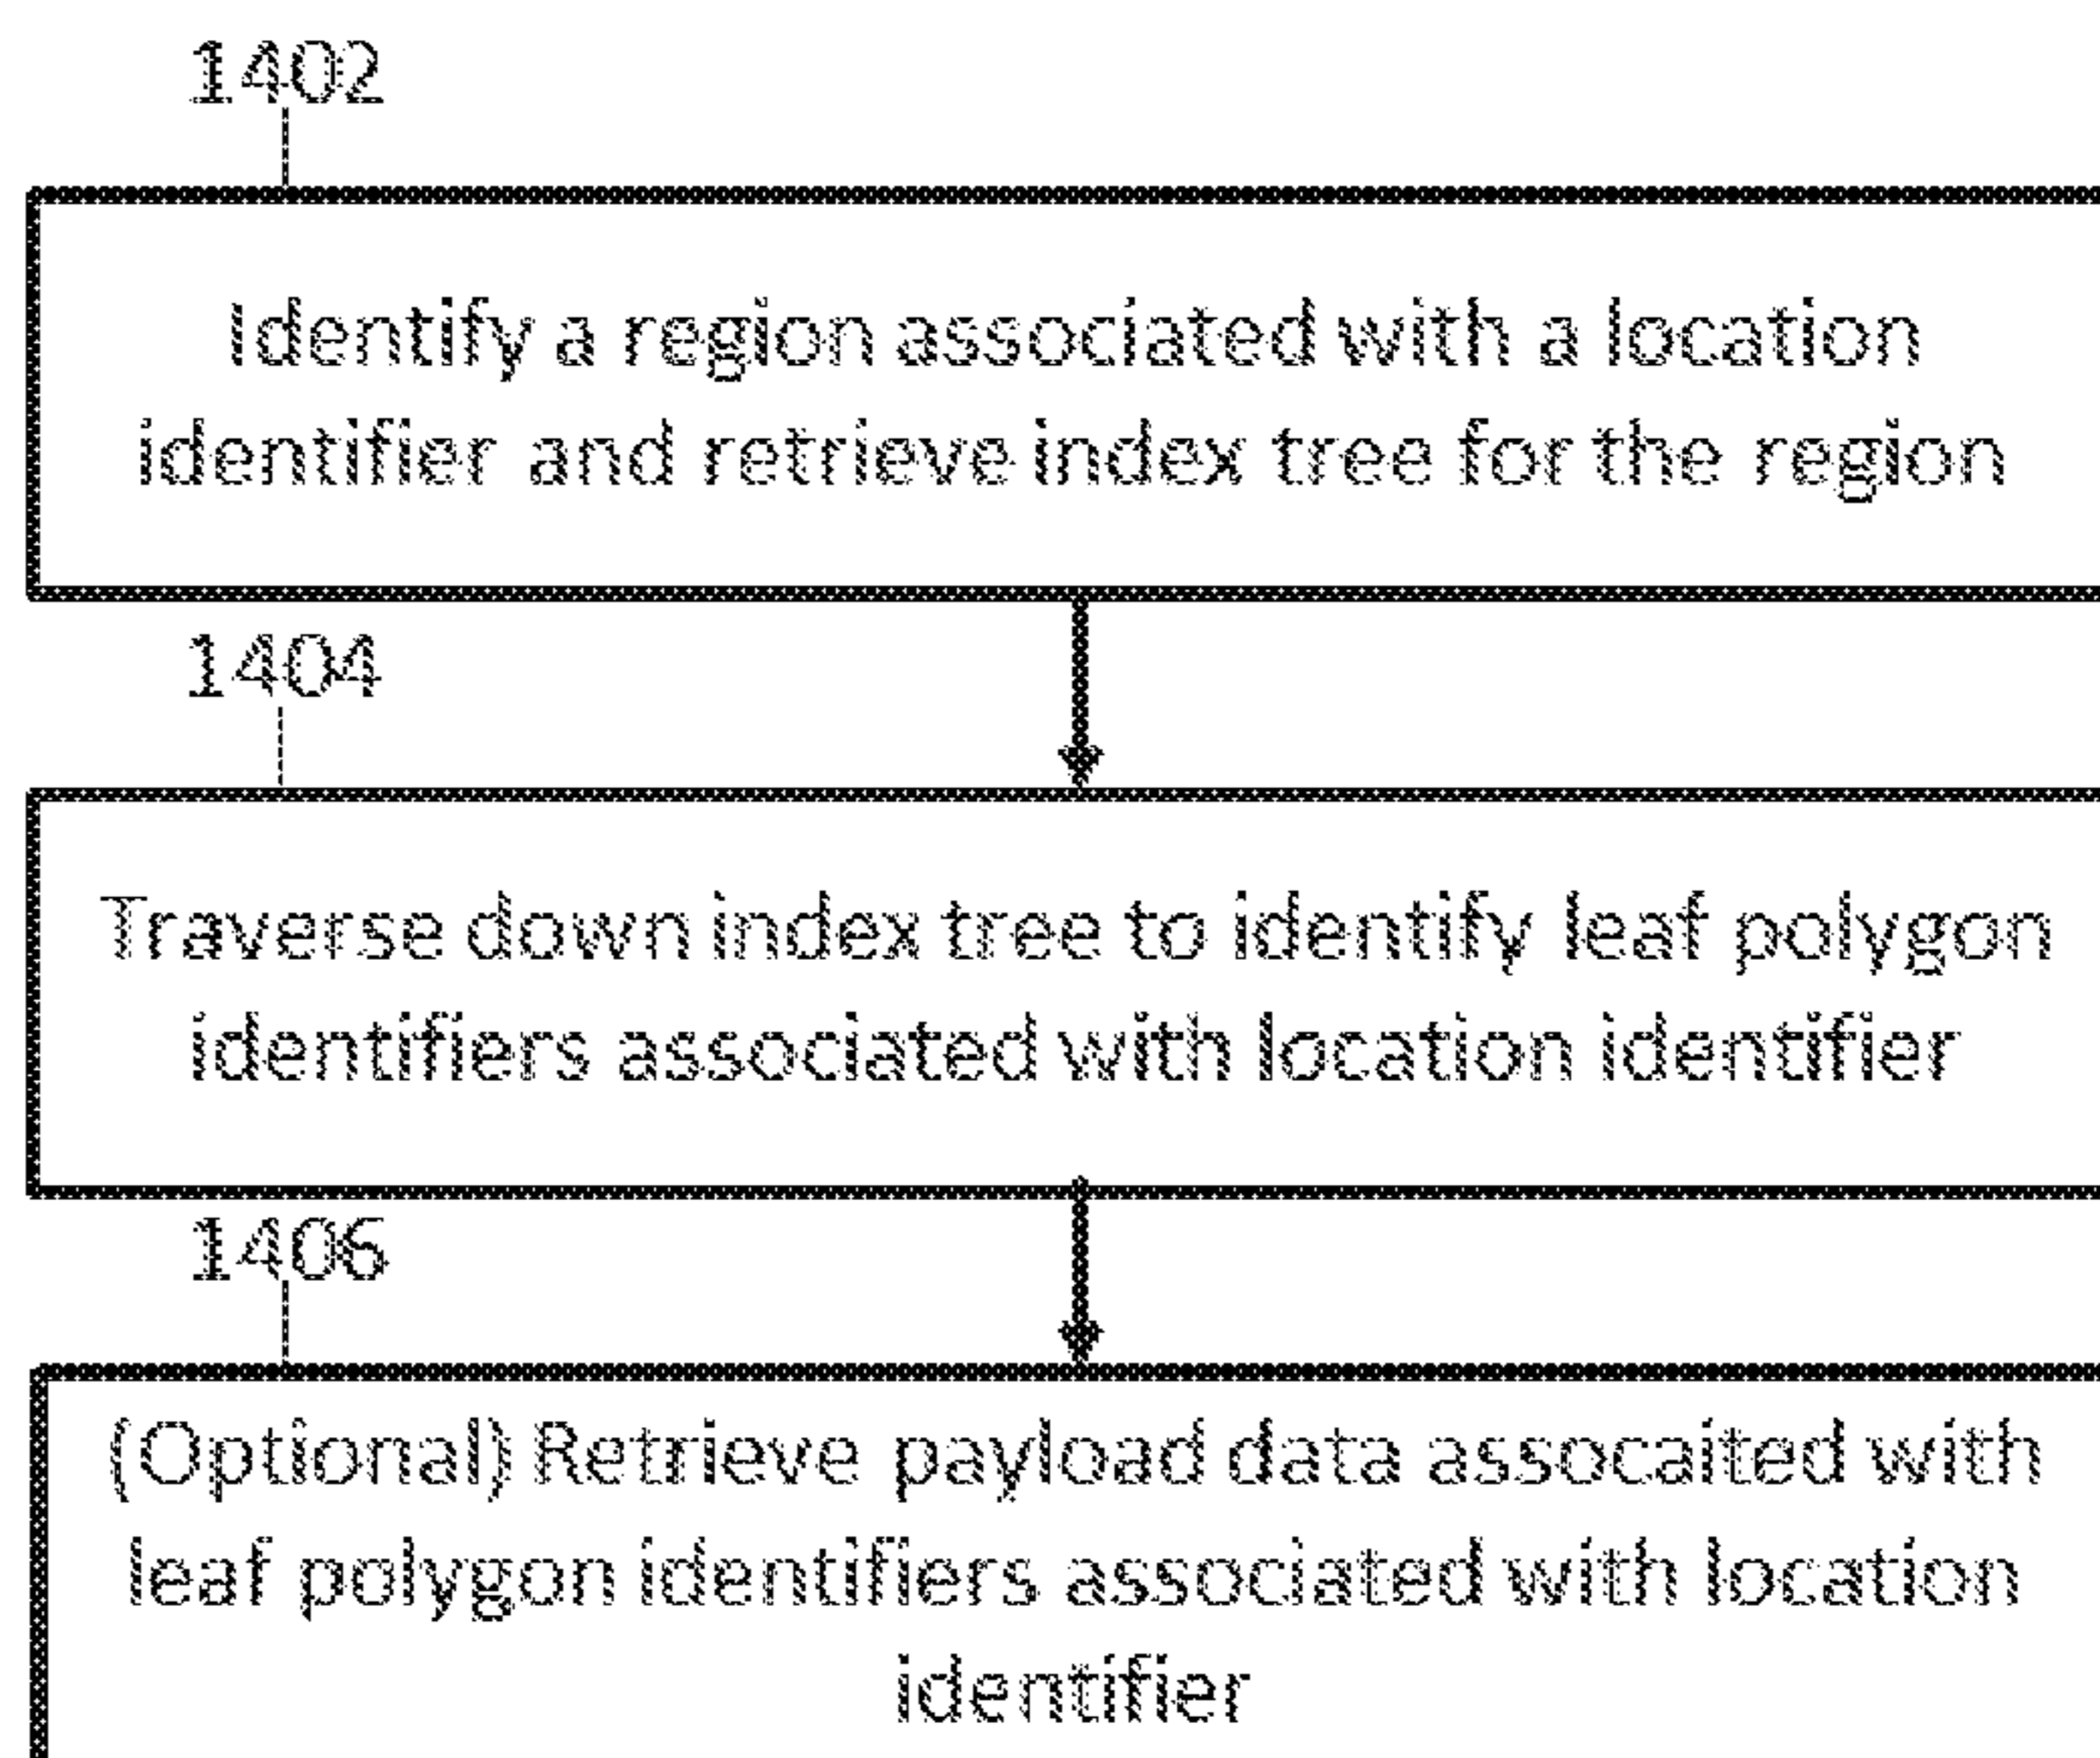 1402
Identify a region associated with a location
identifier and retrieve index tree for the region
1404
Traverse down index tree to identify leaf polygon
identifiers associated with location identifier
1406
(Optional) Retrieve payload data assocaited with
leaf polygon identifiers associated with location
identifier